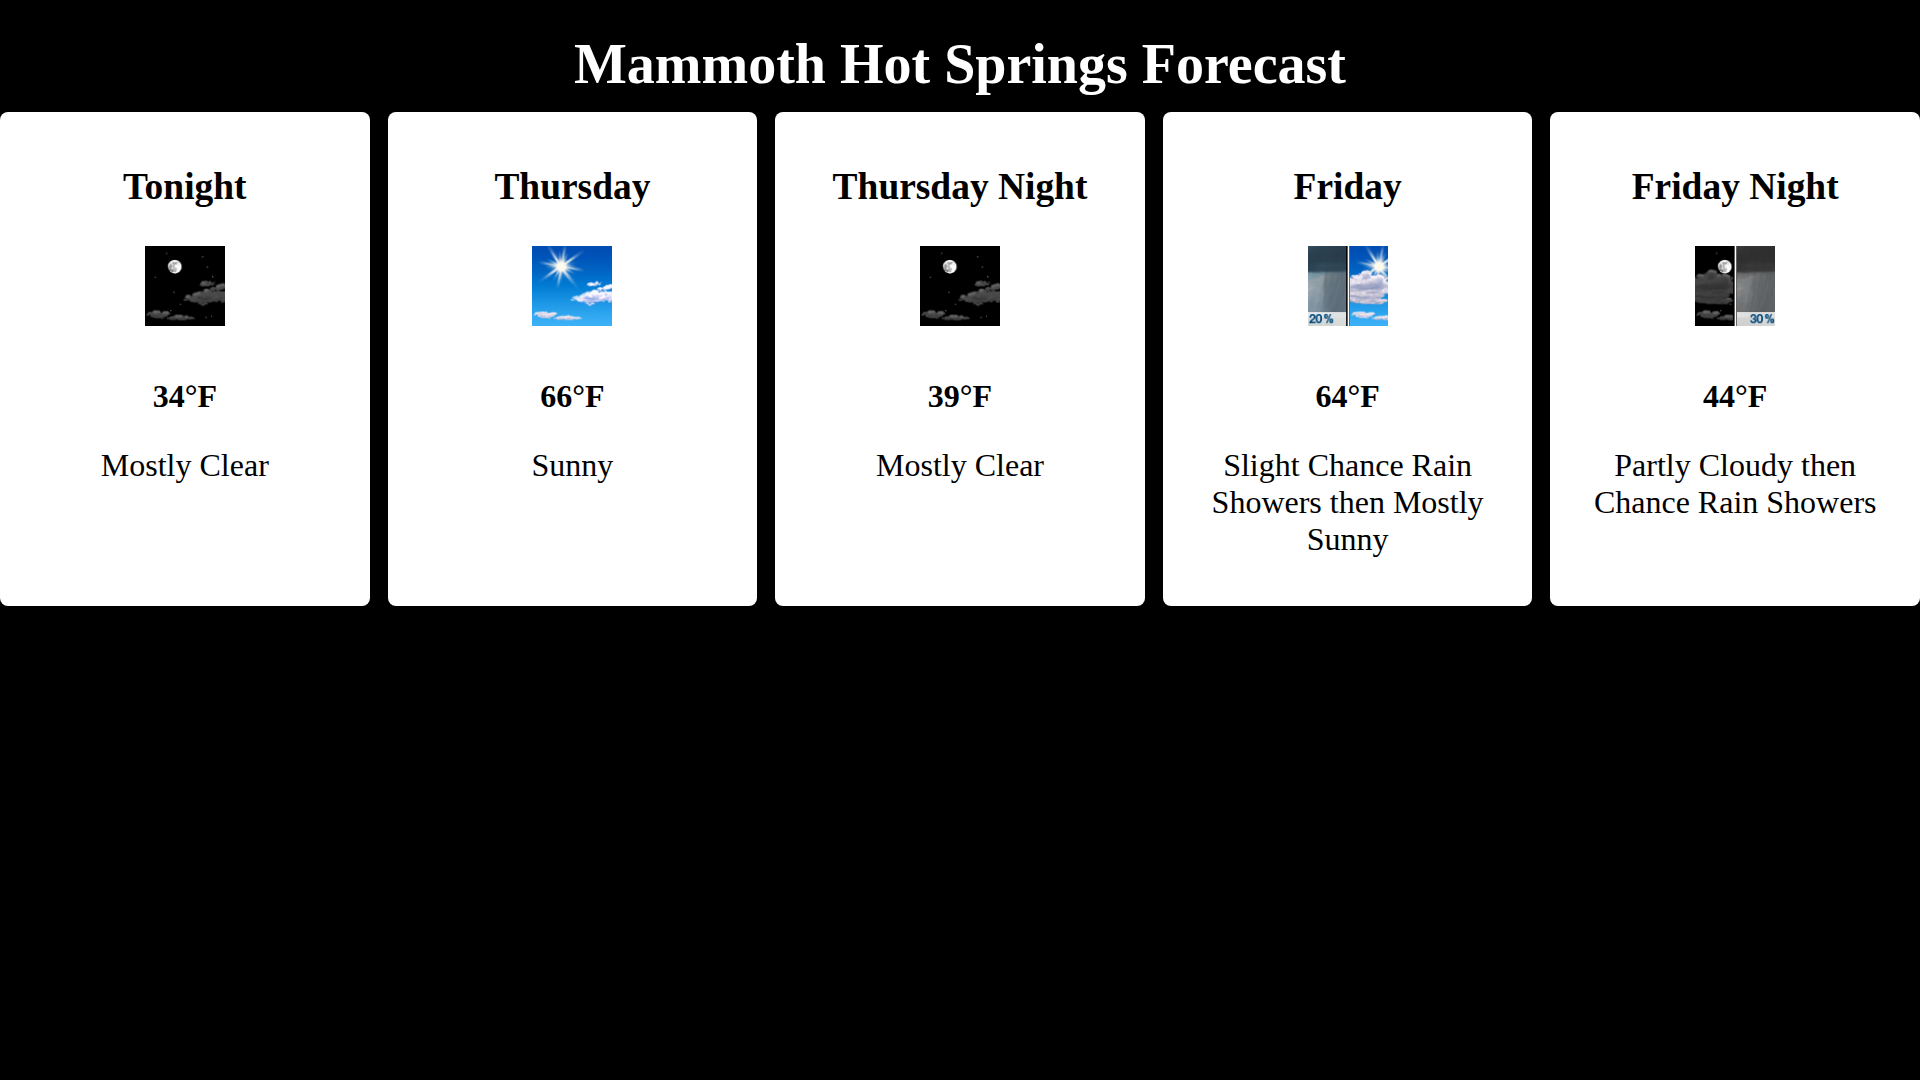 Mammoth Hot Springs Forecast
Tonight
34°F
Mostly Clear
Thursday
66°F
Sunny
Thursday Night
39°F
Mostly Clear
Friday
20%
64°F
Slight Chance Rain
Showers then Mostly
Sunny
Friday Night
30%
44°F
Partly Cloudy then
Chance Rain Showers